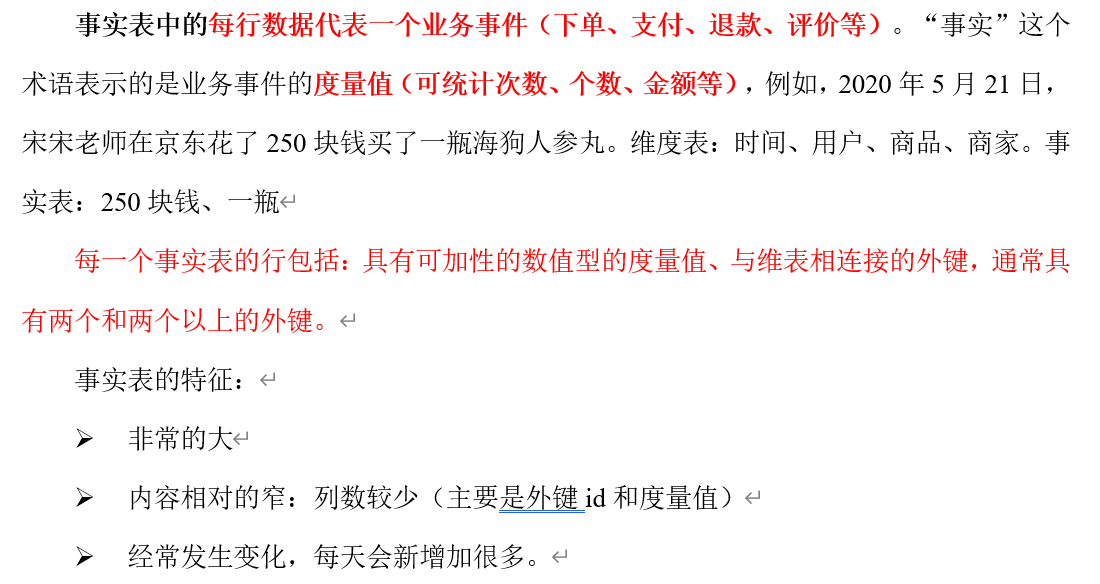 事实表中的每行数据代表一个业务事件（下单、支付、退款、评价等）。“事实”这个
术语表示的是业务事件的度量值（可统计次数、个数、金额等），例如，2020 年 5 月 21 日，
宋宋老师在京东花了 250 块钱买了一瓶海狗人参丸。维度表：时间、用户、商品、商家。事
实表：250 块钱、一瓶↵
每一个事实表的行包括：具有可加性的数值型的度量值、与维表相连接的外键，通常具
有两个和两个以上的外键。↵
事实表的特征：↵
➢ 非常的大↵
➢ 内容相对的窄：列数较少（主要是外键 id 和度量值）↵
➢ 经常发生变化，每天会新增加很多。↵